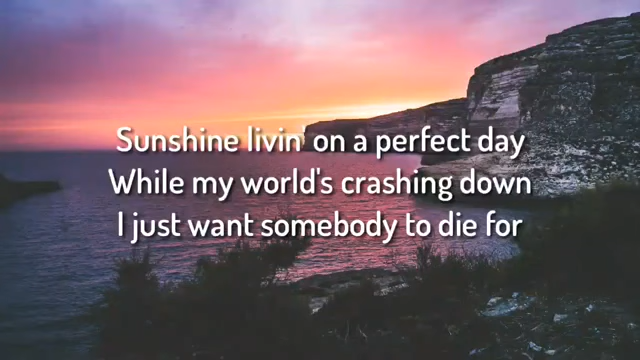 Sunshine livin' on a perfect day
While my world's crashing down
I just want somebody to die for